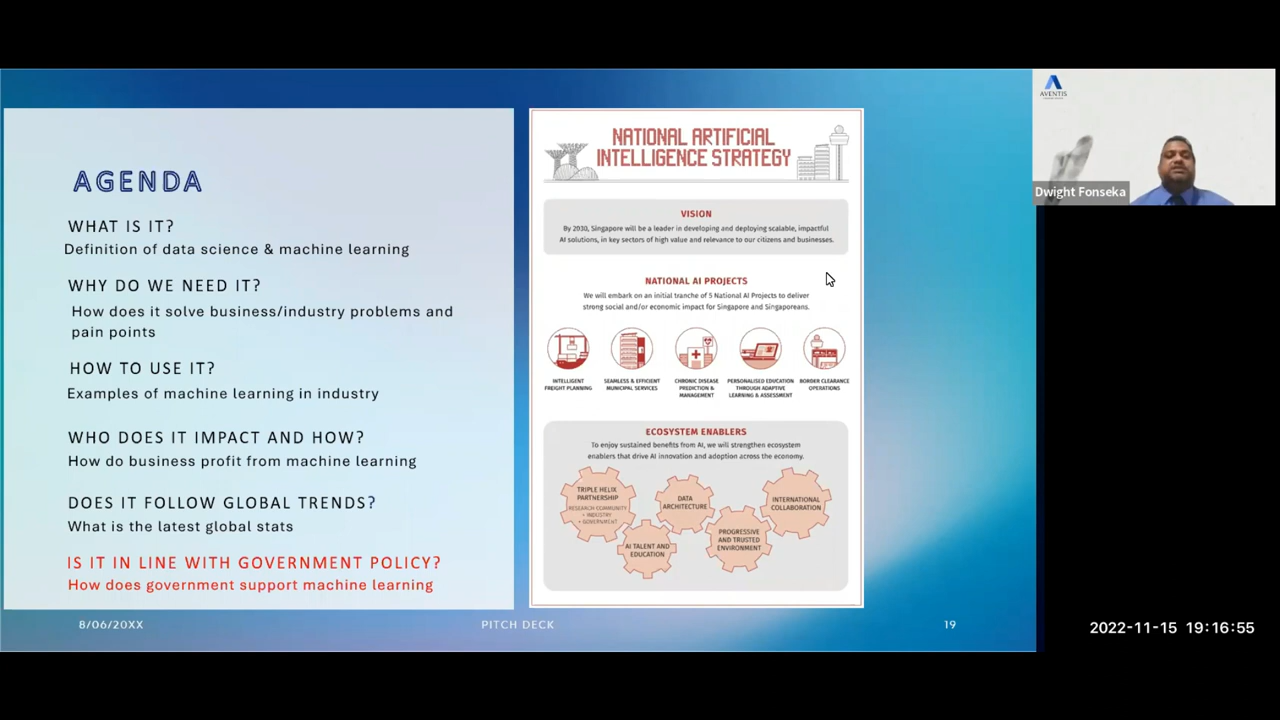 AGENDA
WHAT IS IT?
Definition of data science & machine learning
WHY DO WE NEED IT?
How does it solve business/industry problems and
pain points
HOW TO USE IT?
Examples of machine learning in industry
WHO DOES IT IMPACT AND HOW?
How do business profit from machine learning
DOES IT FOLLOW GLOBAL TRENDS?
What is the latest global stats
IS IT IN LINE WITH GOVERNMENT POLICY?
How does government support machine learning
8/06/20XX
PITCH DECK
19
NATIONAL ARTIFICIAL
INTELLIGENCE STRATEGY
VISION
By 2030, Singapore will be a leader in developing and deploying scalable, impactful
AI solutions, in key sectors of high value and relevance to our citizens and businesses.
NATIONAL AI PROJECTS
We will embark on an initial tranche of 5 National AI Projects to deliver
strong social and/or economic impact for Singapore and Singaporeans.
INTELLIGENT
FREIGHT PLANNING
SEAMLESS & EFFICIENT
MUNICIPAL SERVICES
CHRONIC DISEASE
PREDICTION &
MANAGEMENT
PERSONALISED EDUCATION
THROUGH ADAPTIVE
LEARNING & ASSESSMENT
BORDER CLEARANCE
OPERATIONS
ECOSYSTEM ENABLERS
To enjoy sustained benefits from AI, we will strengthen ecosystem
enablers that drive AI innovation and adoption across the economy.
TRIPLE HELIX
PARTNERSHIP
RESEARCH COMMUNITY
+ INDUSTRY
+ GOVERNMENT
DATA
ARCHITECTURE
INTERNATIONAL
COLLABORATION
AI TALENT AND
EDUCATION
PROGRESSIVE
AND TRUSTED
ENVIRONMENT
AVENTIS
Dwight Fonseka
2022-11-15 19:16:55